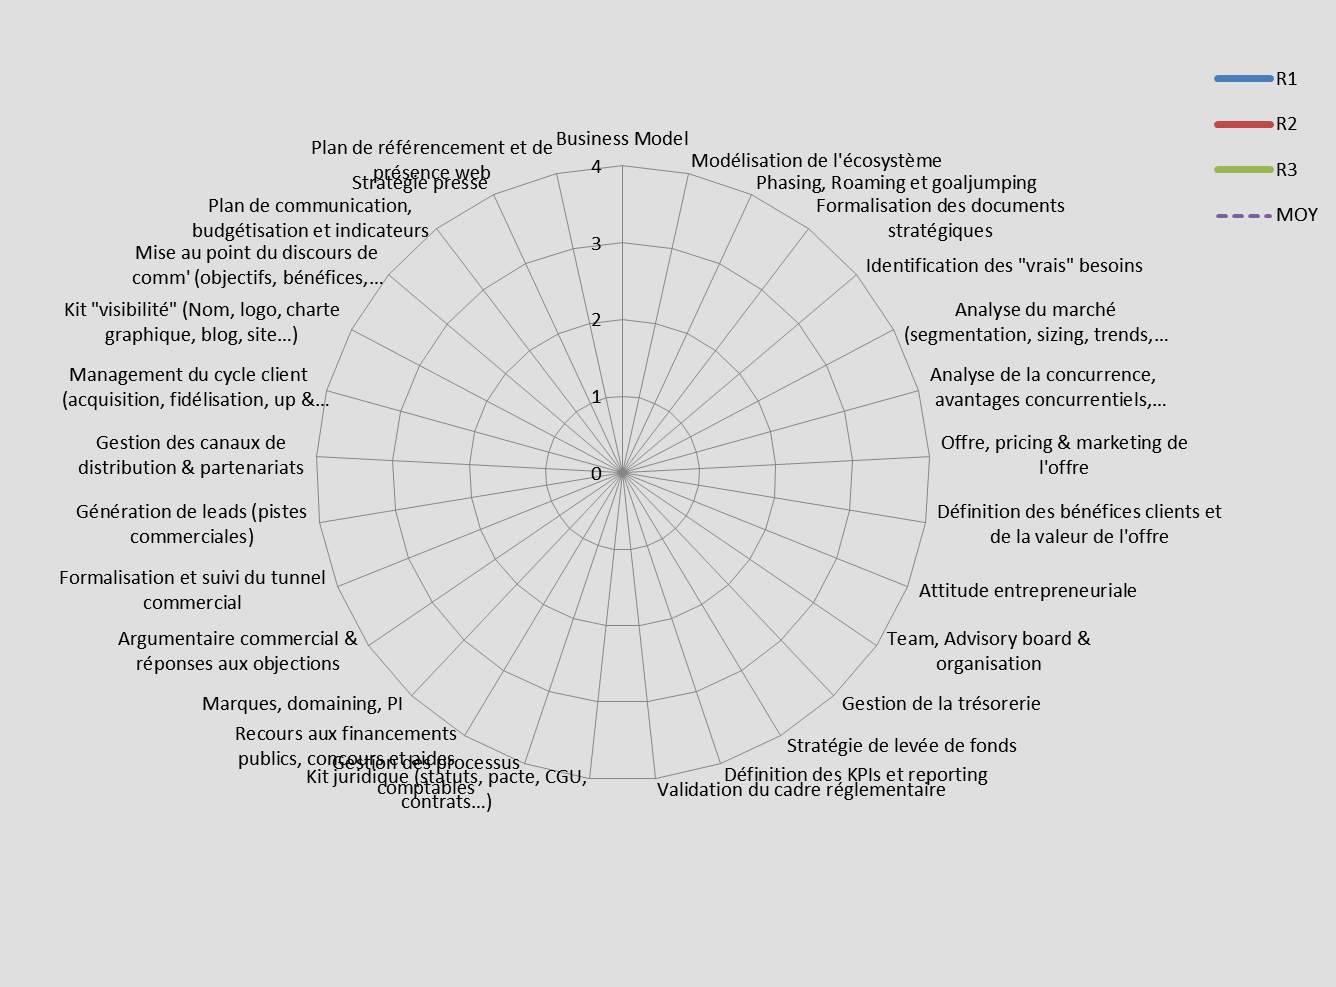 R1
R2
R3
MOY
Business Model
Modélisation de l'écosystème
Phasing, Roaming et goaljumping
Formalisation des documents
stratégiques
Identification des "vrais" besoins
Analyse du marché
(segmentation, sizing, trends,...
Analyse de la concurrence,
avantages concurrentiels,...
Offre, pricing & marketing de
l'offre
Définition des bénéfices clients et
de la valeur de l'offre
Attitude entrepreneuriale
Team, Advisory board &
organisation
Gestion de la trésorerie
Stratégie de levée de fonds
Définition des KPIs et reporting
Validation du cadre réglementaire
Kit juridique (statuts, pacte, CGU,
contrats...)
Gestion des processus
comptables
Recours aux financements
publics, concours et aides
Marques, domaining, PI
Argumentaire commercial &
réponses aux objections
Formalisation et suivi du tunnel
commercial
Génération de leads (pistes
commerciales)
Gestion des canaux de
distribution & partenariats
Management du cycle client
(acquisition, fidélisation, up &...
Kit "visibilité" (Nom, logo, charte
graphique, blog, site...)
Mise au point du discours de
comm' (objectifs, bénéfices,...
Plan de communication,
budgétisation et indicateurs
Stratégie presse
Plan de référencement et de
présence web
4
3
2
1
0